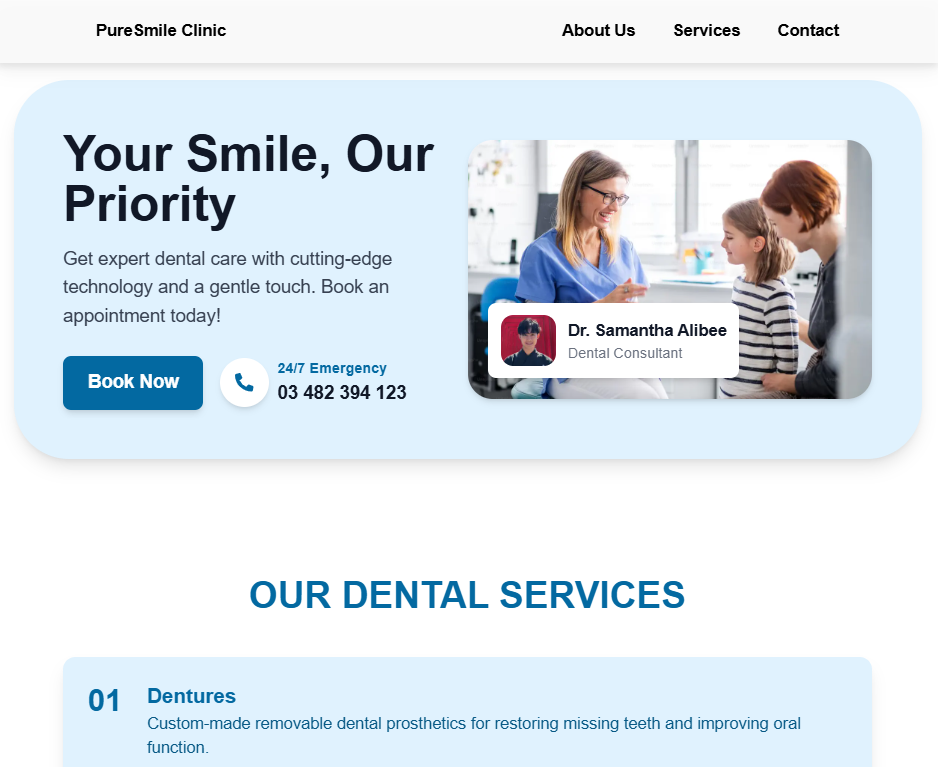 PureSmile Clinic
About Us
Services
Contact
Your Smile, Our
Priority
Get expert dental care with cutting-edge
technology and a gentle touch. Book an
appointment today!
Book Now
24/7 Emergency
03 482 394 123
Dr. Samantha Alibee
Dental Consultant
OUR DENTAL SERVICES
01
Dentures
Custom-made removable dental prosthetics for restoring missing teeth and improving oral
function.